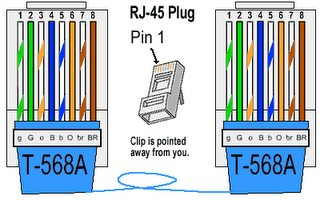 1 2 3 4 5 6 7 8
RJ-45 Plug
Pin 1
1 2 3 4 5 6 7 8
Clip is pointed
away from you.
g G o B b O br BR
T-568A
g G o B b O br BR
T-568A